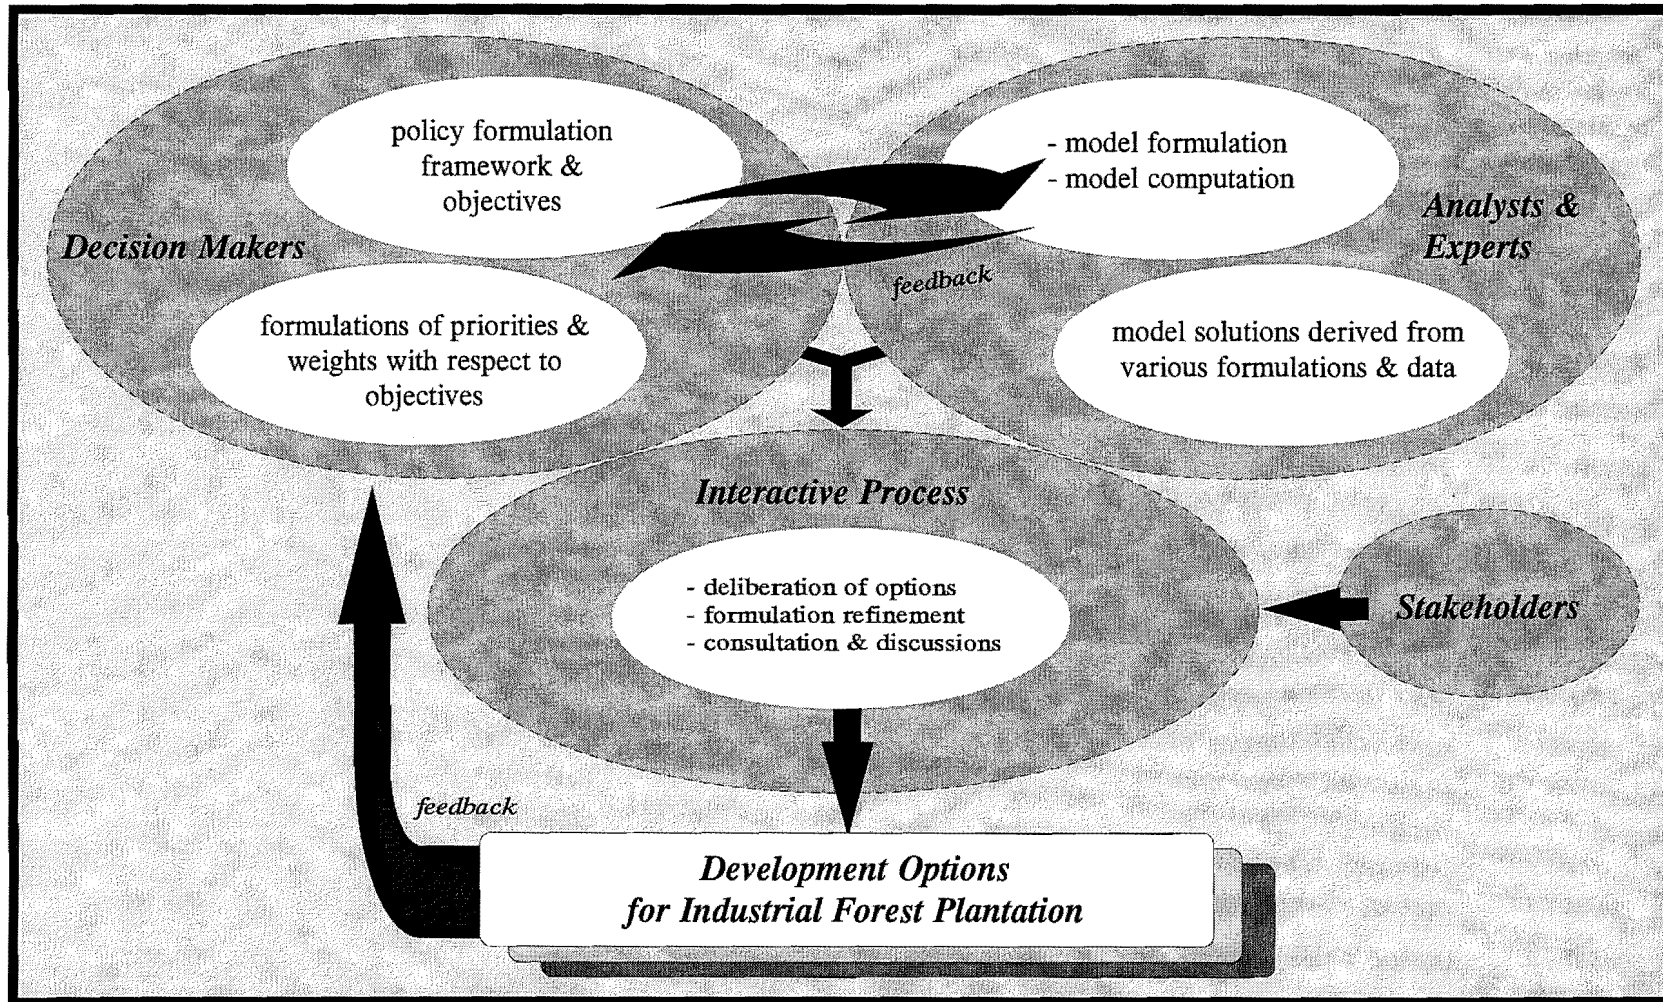 policy formulation
framework &
objectives
- model formulation
- model computation
Decision Makers
Analysts &
Experts
feedback
formulations of priorities &
weights with respect to
objectives
model solutions derived from
various formulations & data
Interactive Process
- deliberation of options
- formulation refinement
- consultation & discussions
Stakeholders
feedback
Development Options
for Industrial Forest Plantation